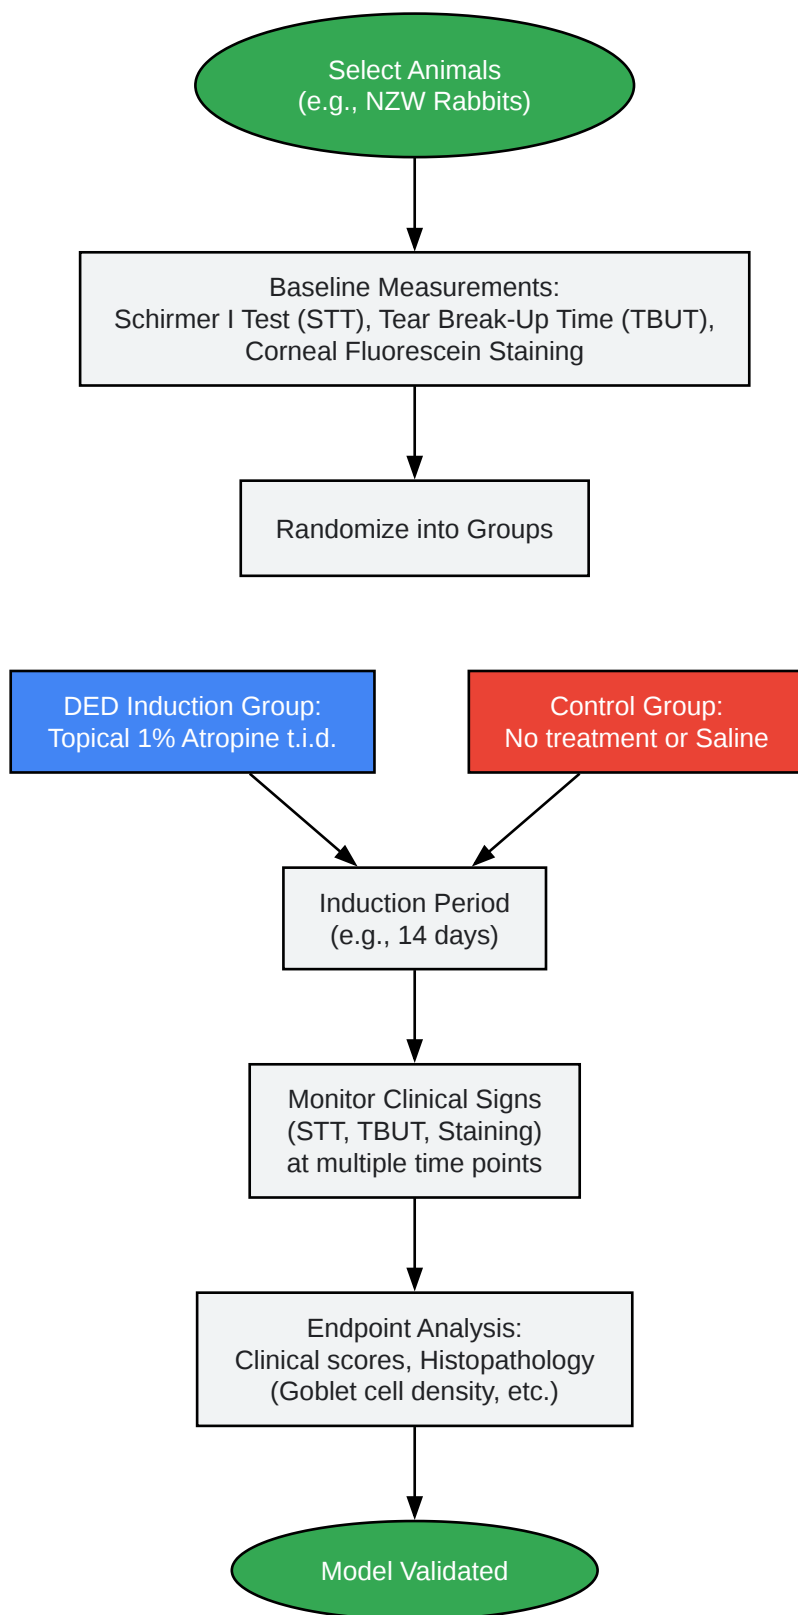 Select Animals
(e.g., NZW Rabbits)
Baseline Measurements:
Schirmer I Test (STT), Tear Break-Up Time (TBUT),
Corneal Fluorescein Staining
Randomize into Groups
DED Induction Group:
Topical 1% Atropine t.i.d.
Control Group:
No treatment or Saline
Induction Period
(e.g., 14 days)
Monitor Clinical Signs
(STT, TBUT, Staining)
at multiple time points
Endpoint Analysis:
Clinical scores, Histopathology
(Goblet cell density, etc.)
Model Validated